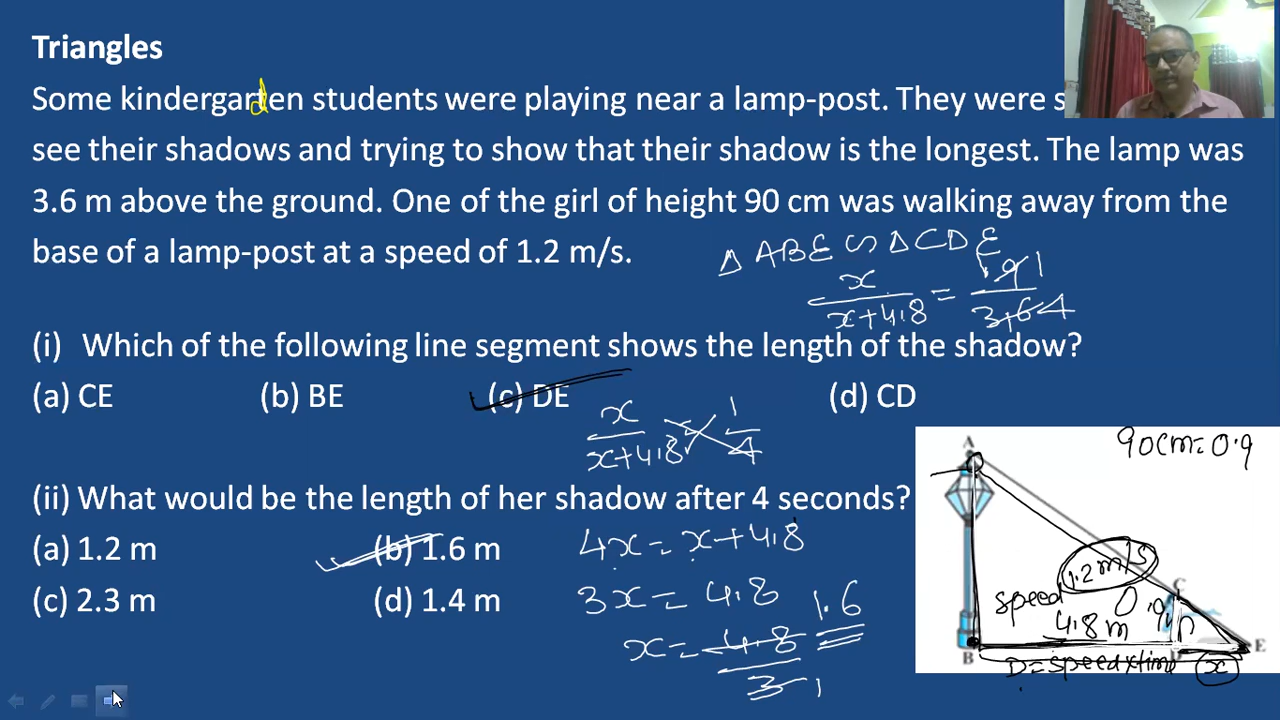 Triangles
Some kindergarden students were playing near a lamp-post. They were
see their shadows and trying to show that their shadow is the longest. The lamp was
3.6 m above the ground. One of the girl of height 90 cm was walking away from the
base of a lamp-post at a speed of 1.2 m/s.
Δ ABE ∽ Δ CDE
x / x+4.8 = .9 1 / 3.6 4
(i) Which of the following line segment shows the length of the shadow?
(a) CE (b) BE (c) DE (d) CD
x / x+4.8 1 / 4
(ii) What would be the length of her shadow after 4 seconds?
(a) 1.2 m (b) 1.6 m
(c) 2.3 m (d) 1.4 m
4x = x+4.8
3x = 4.8
x = 4.8 / 3 1
1.6
A
90cm=0.9
1.2 m/s
C
speed
4.8 m
B D E
D=speed×time x